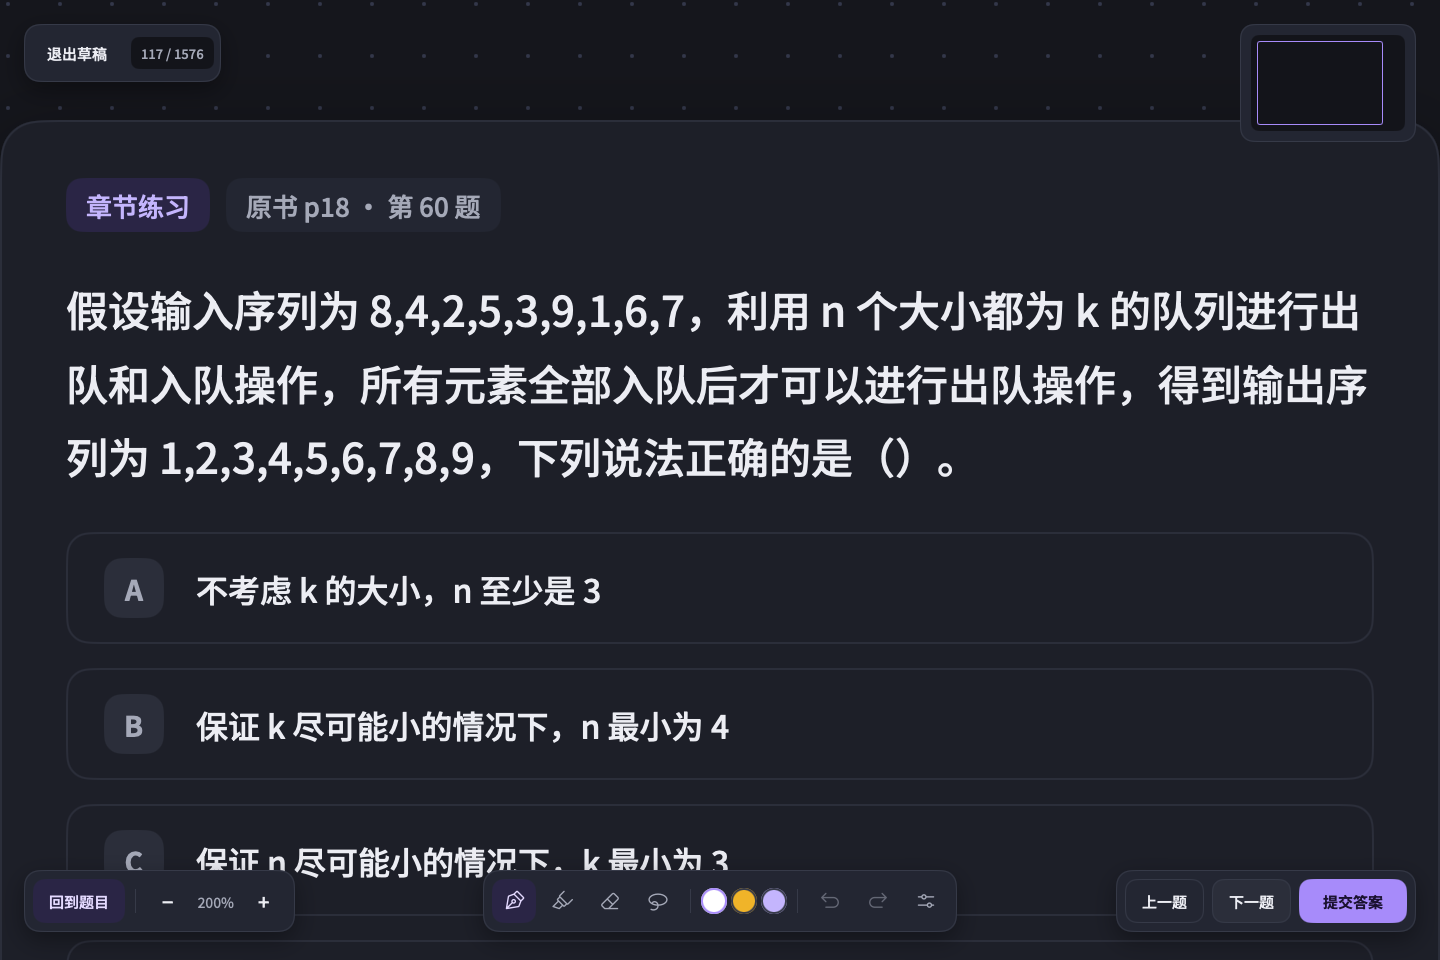 退出草稿 117 / 1576
章节练习 原书 p18 · 第 60 题
假设输入序列为 8,4,2,5,3,9,1,6,7，利用 n 个大小都为 k 的队列进行出
队和入队操作，所有元素全部入队后才可以进行出队操作，得到输出序
列为 1,2,3,4,5,6,7,8,9，下列说法正确的是（）。
A 不考虑 k 的大小，n 至少是 3
B 保证 k 尽可能小的情况下，n 最小为 4
C 保证 n 尽可能小的情况下，k 最小为 3
回到题目 − 200% + 上一题 下一题 提交答案